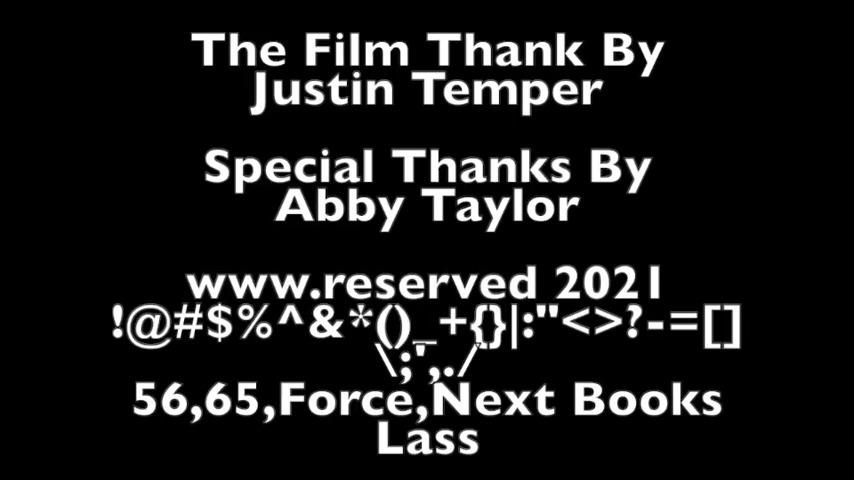 The Film Thank By
Justin Temper
Special Thanks By
Abby Taylor
www.reserved 2021
!@#$%^&*()_+{}|:"<>?-=[]
\;',./
56,65,Force,Next Books
Lass